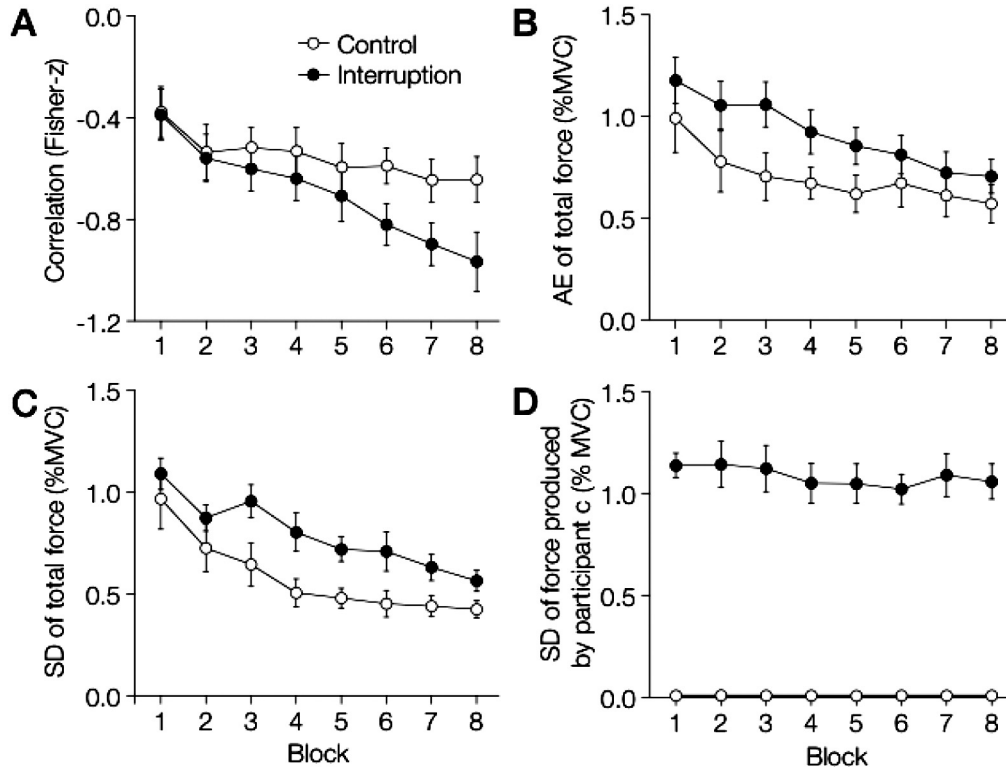 A
Correlation (Fisher-z)
0.0
-0.4
-0.8
-1.2
Control
Interruption
1 2 3 4 5 6 7 8
B
AE of total force (%MVC)
1.5
1.0
0.5
0.0
1 2 3 4 5 6 7 8
C
SD of total force (%MVC)
1.5
1.0
0.5
0.0
1 2 3 4 5 6 7 8
Block
D
SD of force produced
by participant c (% MVC)
1.5
1.0
0.5
0.0
1 2 3 4 5 6 7 8
Block